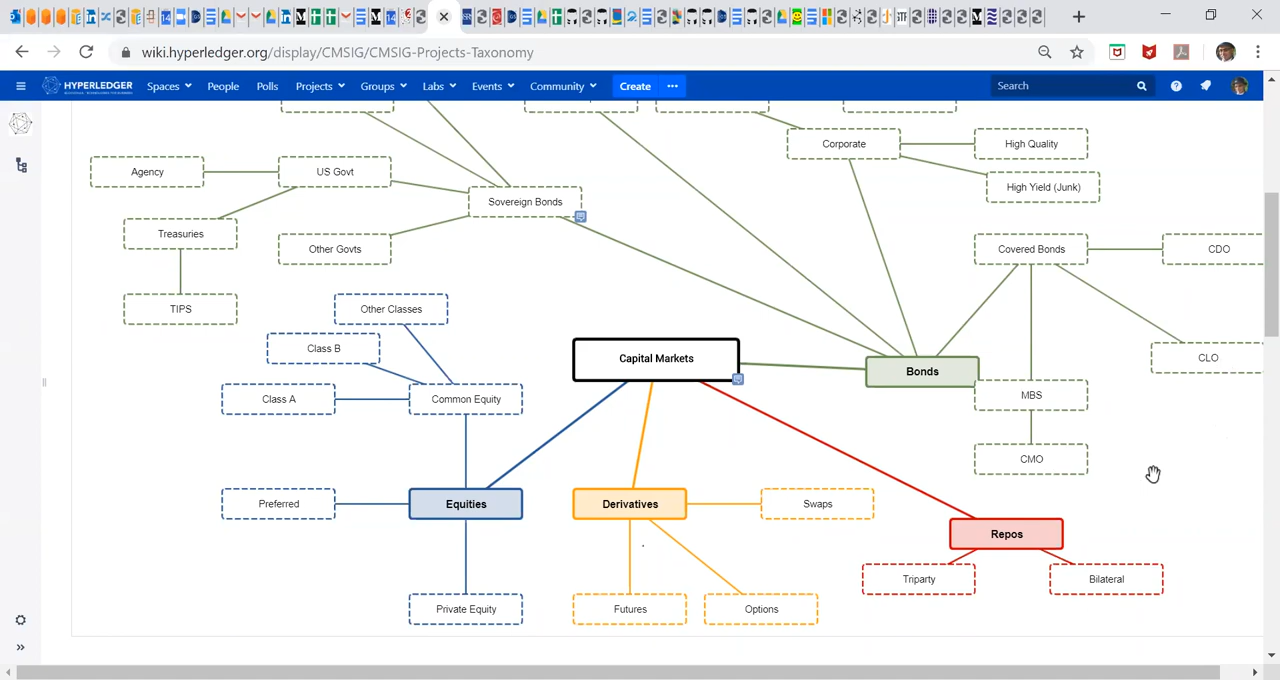 wiki.hyperledger.org/display/CMSIG/CMSIG-Projects-Taxonomy
HYPERLEDGER
Spaces
People
Polls
Projects
Groups
Labs
Events
Community
Create
Search
Corporate
High Quality
Agency
US Govt
High Yield (Junk)
Sovereign Bonds
Treasuries
Other Govts
Covered Bonds
CDO
TIPS
Other Classes
Class B
Capital Markets
CLO
Bonds
Class A
Common Equity
MBS
CMO
Preferred
Equities
Derivatives
Swaps
Repos
Triparty
Bilateral
Private Equity
Futures
Options